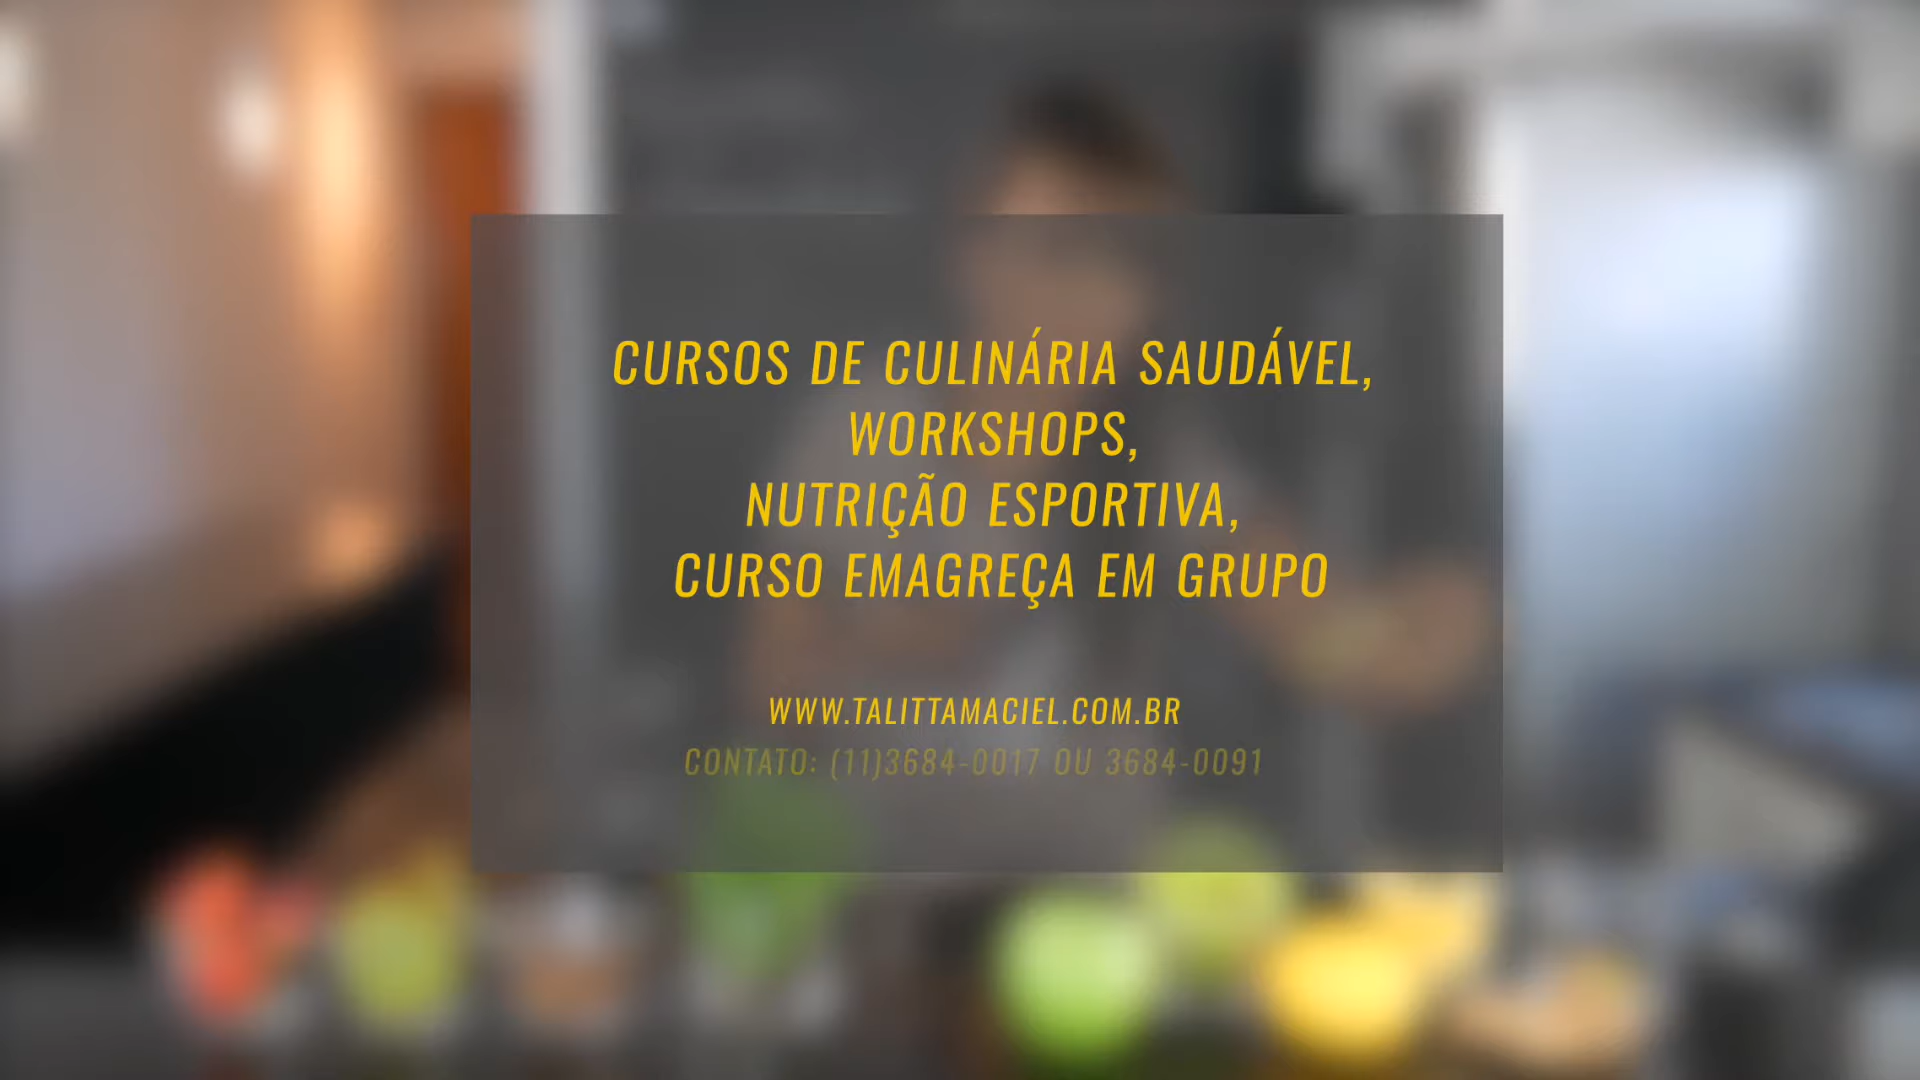 CURSOS DE CULINÁRIA SAUDÁVEL,
WORKSHOPS,
NUTRIÇÃO ESPORTIVA,
CURSO EMAGREÇA EM GRUPO
WWW.TALITTAMACIEL.COM.BR
CONTATO: (11)3684-0017 OU 3684-0091